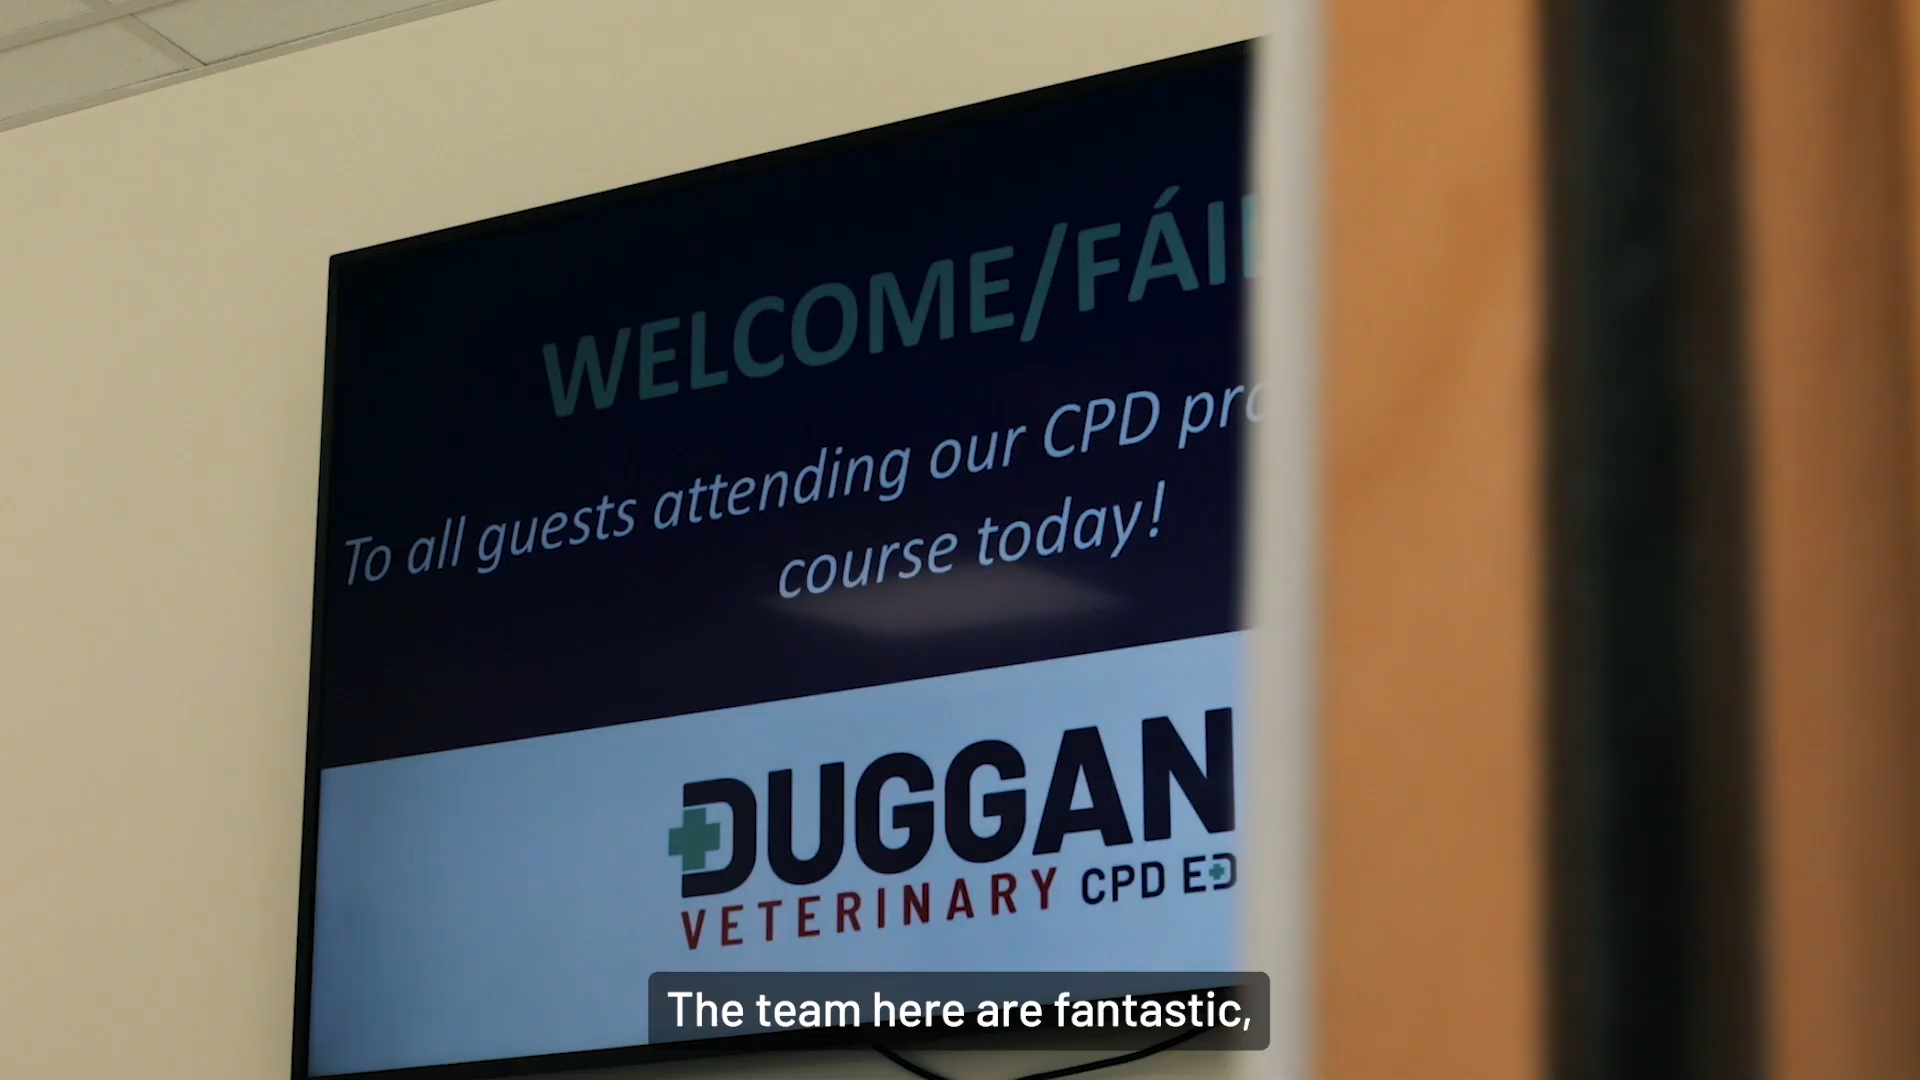 WELCOME/FÁI
To all guests attending our CPD pro
course today!
DUGGAN
VETERINARY CPD ED
The team here are fantastic,